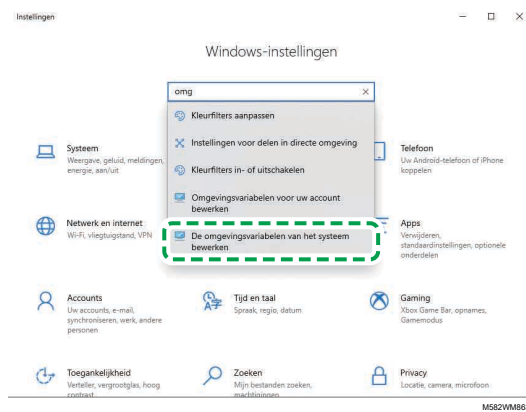 Instellingen
Windows-instellingen
omg
Kleurfilters aanpassen
Instellingen voor delen in directe omgeving
Kleurfilters in- of uitschakelen
Omgevingsvariabelen voor uw account
bewerken
De omgevingsvariabelen van het systeem
bewerken
Systeem
Weergave, geluid, meldingen,
energie, aan/uit
Telefoon
Uw Android-telefoon of iPhone
koppelen
Netwerk en internet
Wi-Fi, vliegtuigstand, VPN
Apps
Verwijderen,
standaardinstellingen, optionele
onderdelen
Accounts
Uw accounts, e-mail,
synchroniseren, werk, andere
personen
Tijd en taal
Spraak, regio, datum
Gaming
Xbox Game Bar, opnames,
Gamemodus
Toegankelijkheid
Verteller, vergrootglas, hoog
contrast
Zoeken
Mijn bestanden zoeken,
machtigingen
Privacy
Locatie, camera, microfoon
M582WM86